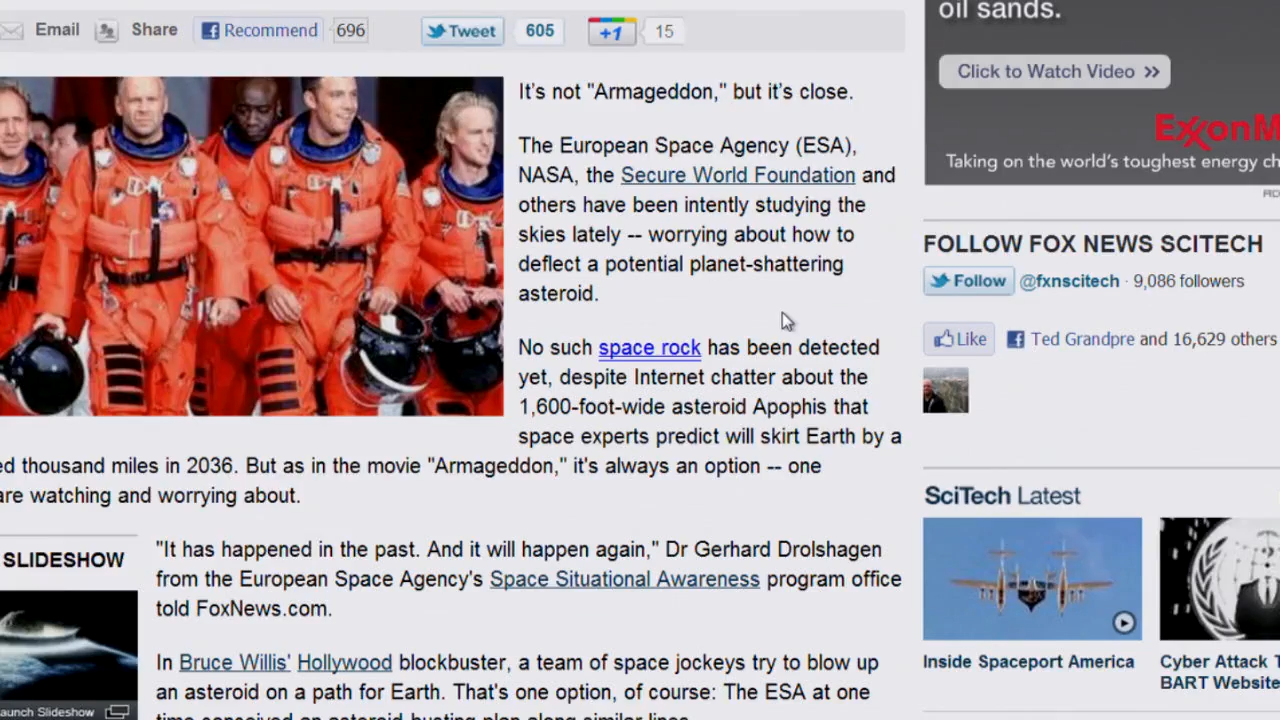 Email Share Recommend 696 Tweet 605 +1 15
oil sands.
Click to Watch Video >>
Taking on the world's toughest energy
It's not "Armageddon," but it's close.
The European Space Agency (ESA),
NASA, the Secure World Foundation and
others have been intently studying the
skies lately -- worrying about how to
deflect a potential planet-shattering
asteroid.
No such space rock has been detected
yet, despite Internet chatter about the
1,600-foot-wide asteroid Apophis that
space experts predict will skirt Earth by a
thousand miles in 2036. But as in the movie "Armageddon," it's always an option -- one
are watching and worrying about.
SLIDESHOW
Launch Slideshow
"It has happened in the past. And it will happen again," Dr Gerhard Drolshagen
from the European Space Agency's Space Situational Awareness program office
told FoxNews.com.
In Bruce Willis' Hollywood blockbuster, a team of space jockeys try to blow up
an asteroid on a path for Earth. That's one option, of course: The ESA at one
time conceived an asteroid-busting plan along similar lines.
FOLLOW FOX NEWS SCITECH
Follow @fxnscitech · 9,086 followers
Like Ted Grandpre and 16,629 others
SciTech Latest
Inside Spaceport America
Cyber Attack
BART Website